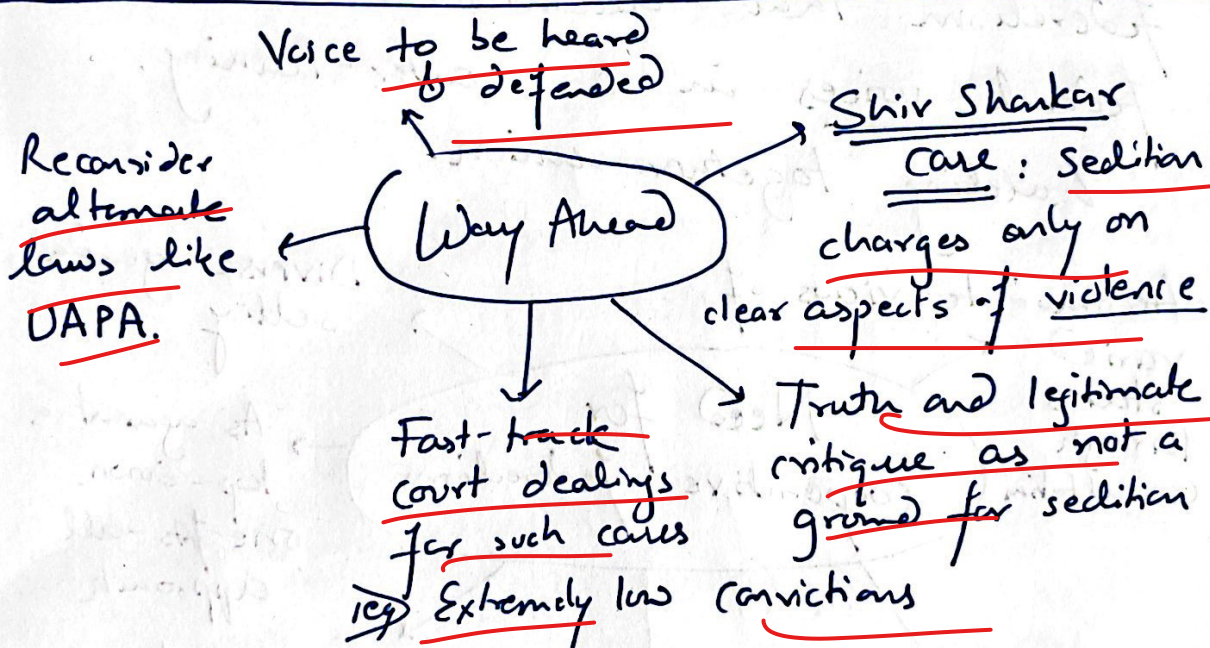 Voice to be heard
& defended
Shiv Shankar
Case : Sedition
charges only on
clear aspects of violence
Reconsider
alternate
laws like
UAPA.
Way Ahead
Fast-track
court dealings
for such cases
Extremely low convictions
Truth and legitimate
critique as not a
ground for sedition